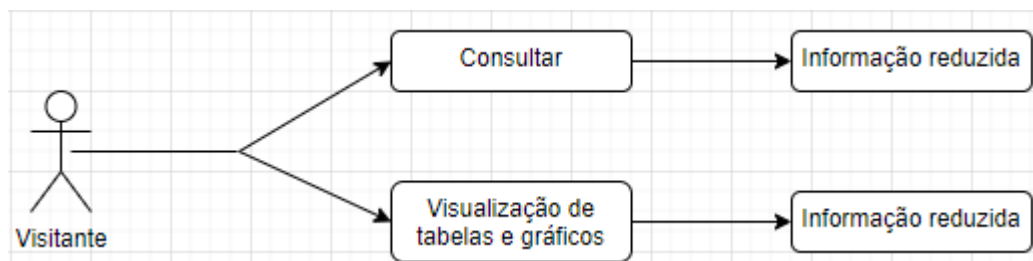 Consultar
Informação reduzida
Visitante
Visualização de
tabelas e gráficos
Informação reduzida